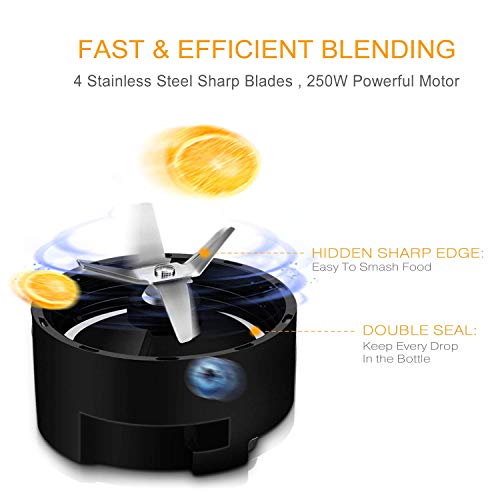 FAST & EFFICIENT BLENDING
4 Stainless Steel Sharp Blades , 250W Powerful Motor
HIDDEN SHARP EDGE:
Easy To Smash Food
DOUBLE SEAL:
Keep Every Drop
In the Bottle